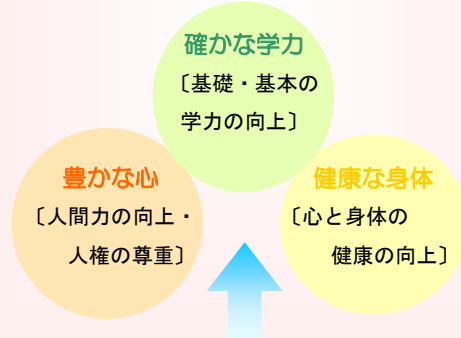 確かな学力
〔基礎・基本の
学力の向上〕
豊かな心
〔人間力の向上・
人権の尊重〕
健康な身体
〔心と身体の
健康の向上〕